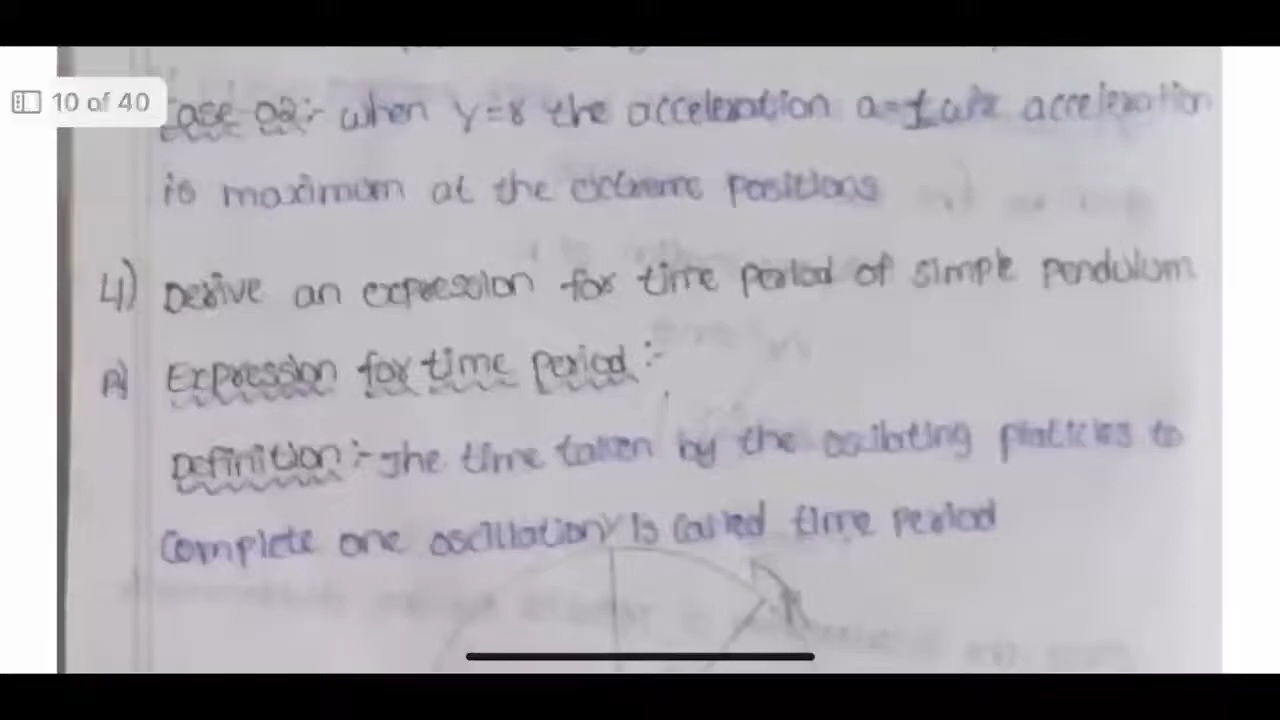 10 of 40
Case 02:- when y=r the acceleration a= acceleration
is maximum at the extreme positions
4) Derive an expression for time period of simple pendulum
A) Expression for time period :-
Definition :- The time taken by the oscillating particles to
complete one oscillation is called time period